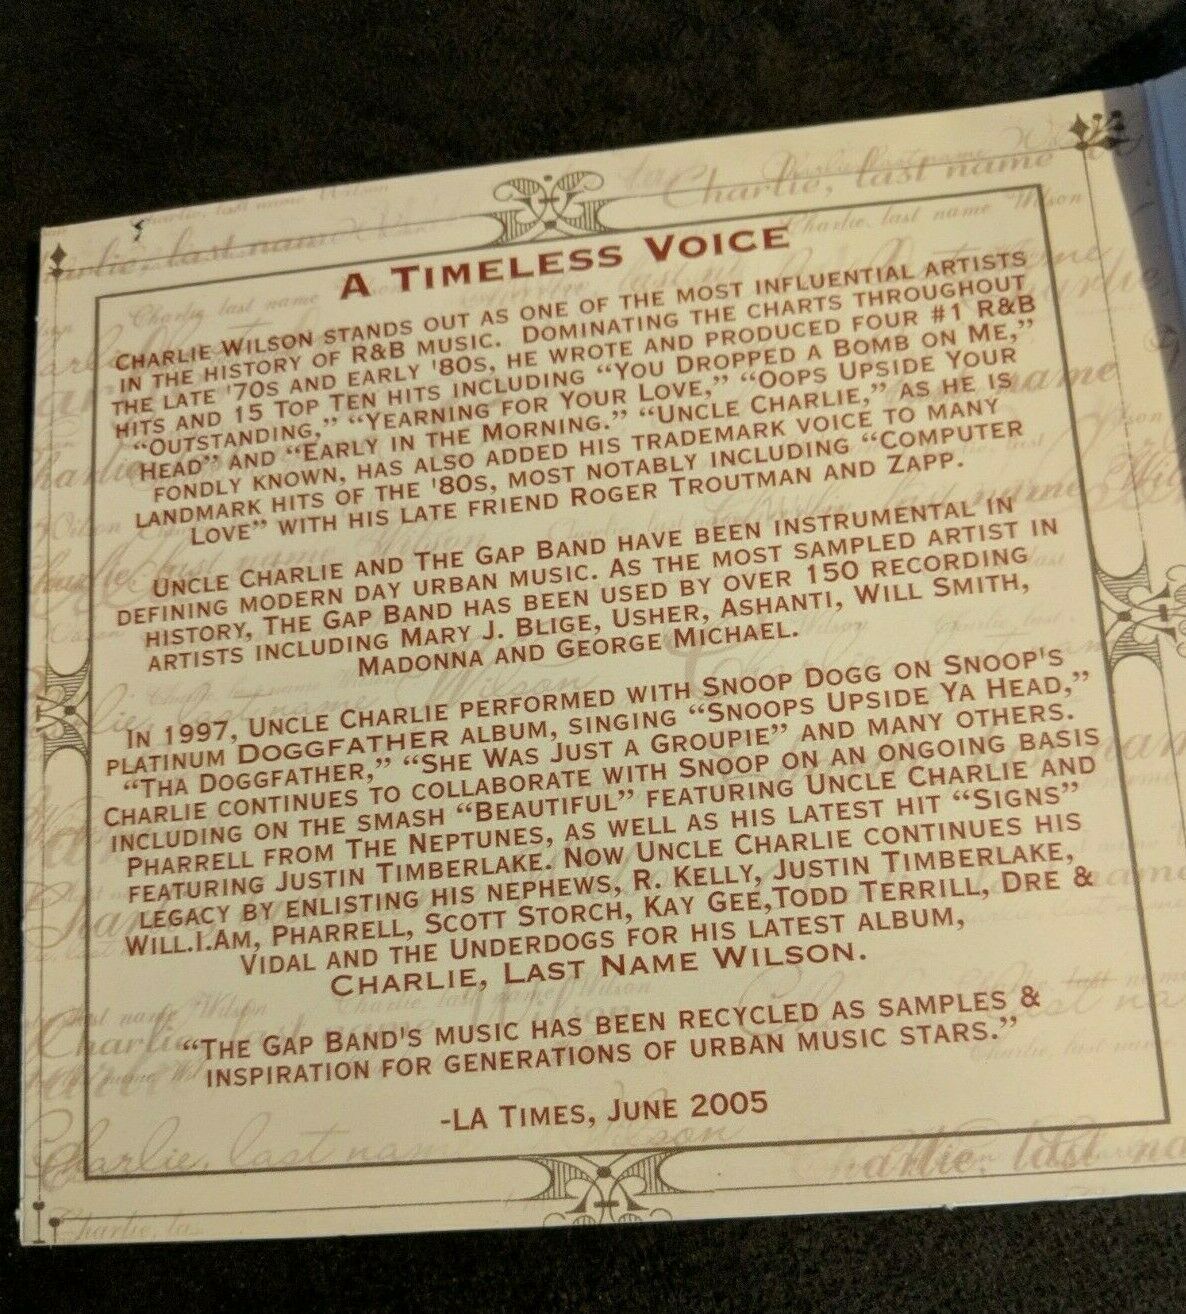 A TIMELESS VOICE
CHARLIE WILSON STANDS OUT AS ONE OF THE MOST INFLUENTIAL ARTISTS
IN THE HISTORY OF R&B MUSIC. DOMINATING THE CHARTS THROUGHOUT
THE LATE '70S AND EARLY '80S, HE WROTE AND PRODUCED FOUR #1 R&B
HITS AND 15 TOP TEN HITS INCLUDING “YOU DROPPED A BOMB ON ME,”
“OUTSTANDING,” “YEARNING FOR YOUR LOVE,” “OOPS UPSIDE YOUR
HEAD” AND “EARLY IN THE MORNING.” “UNCLE CHARLIE,” AS HE IS
FONDLY KNOWN, HAS ALSO ADDED HIS TRADEMARK VOICE TO MANY
LANDMARK HITS OF THE '80S, MOST NOTABLY INCLUDING “COMPUTER
LOVE” WITH HIS LATE FRIEND ROGER TROUTMAN AND ZAPP.
UNCLE CHARLIE AND THE GAP BAND HAVE BEEN INSTRUMENTAL IN
DEFINING MODERN DAY URBAN MUSIC. AS THE MOST SAMPLED ARTIST IN
HISTORY, THE GAP BAND HAS BEEN USED BY OVER 150 RECORDING
ARTISTS INCLUDING MARY J. BLIGE, USHER, ASHANTI, WILL SMITH,
MADONNA AND GEORGE MICHAEL.
IN 1997, UNCLE CHARLIE PERFORMED WITH SNOOP DOGG ON SNOOP'S
PLATINUM DOGGFATHER ALBUM, SINGING “SNOOPS UPSIDE YA HEAD,”
“THA DOGGFATHER,” “SHE WAS JUST A GROUPIE” AND MANY OTHERS.
CHARLIE CONTINUES TO COLLABORATE WITH SNOOP ON AN ONGOING BASIS
INCLUDING ON THE SMASH “BEAUTIFUL” FEATURING UNCLE CHARLIE AND
PHARRELL FROM THE NEPTUNES, AS WELL AS HIS LATEST HIT “SIGNS”
FEATURING JUSTIN TIMBERLAKE. NOW UNCLE CHARLIE CONTINUES HIS
LEGACY BY ENLISTING HIS NEPHEWS, R. KELLY, JUSTIN TIMBERLAKE,
WILL.I.AM, PHARRELL, SCOTT STORCH, KAY GEE,TODD TERRILL, DRE &
VIDAL AND THE UNDERDOGS FOR HIS LATEST ALBUM,
CHARLIE, LAST NAME WILSON.
“THE GAP BAND'S MUSIC HAS BEEN RECYCLED AS SAMPLES &
INSPIRATION FOR GENERATIONS OF URBAN MUSIC STARS.”
-LA TIMES, JUNE 2005